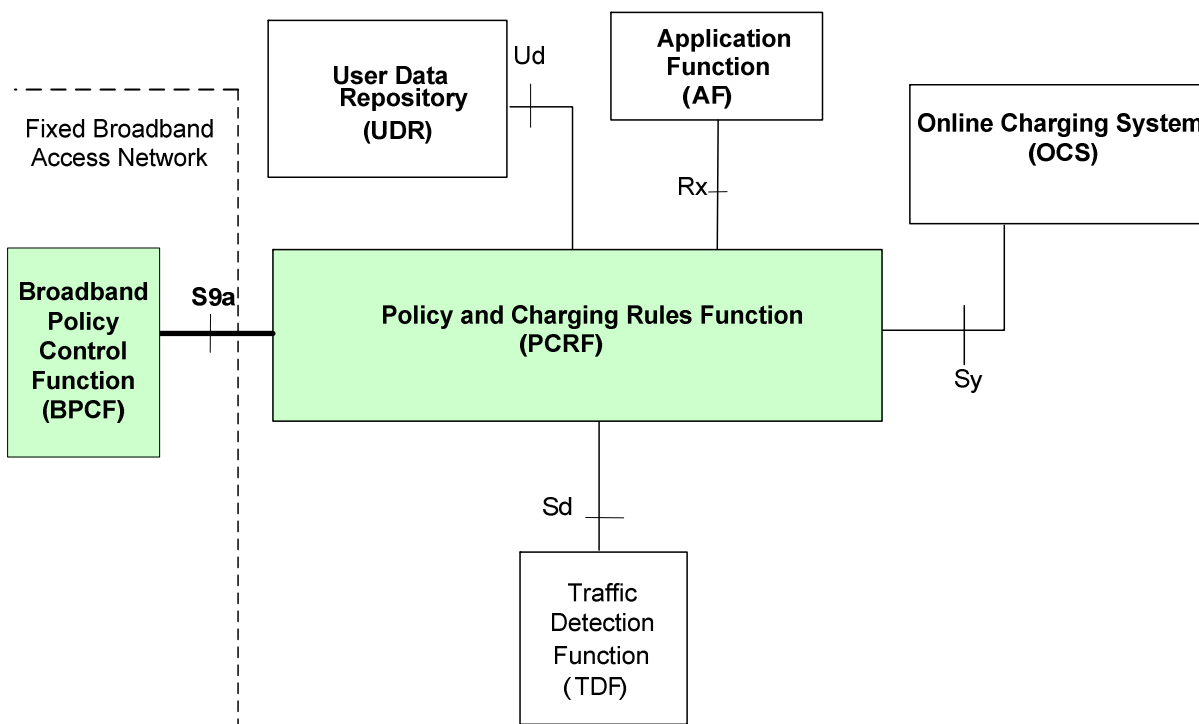 User Data
Repository
(UDR)
Ud
Application
Function
(AF)
Online Charging System
(OCS)
Fixed Broadband
Access Network
Rx
Broadband
Policy
Control
Function
(BPCF)
S9a
Policy and Charging Rules Function
(PCRF)
Sy
Sd
Traffic
Detection
Function
(TDF)